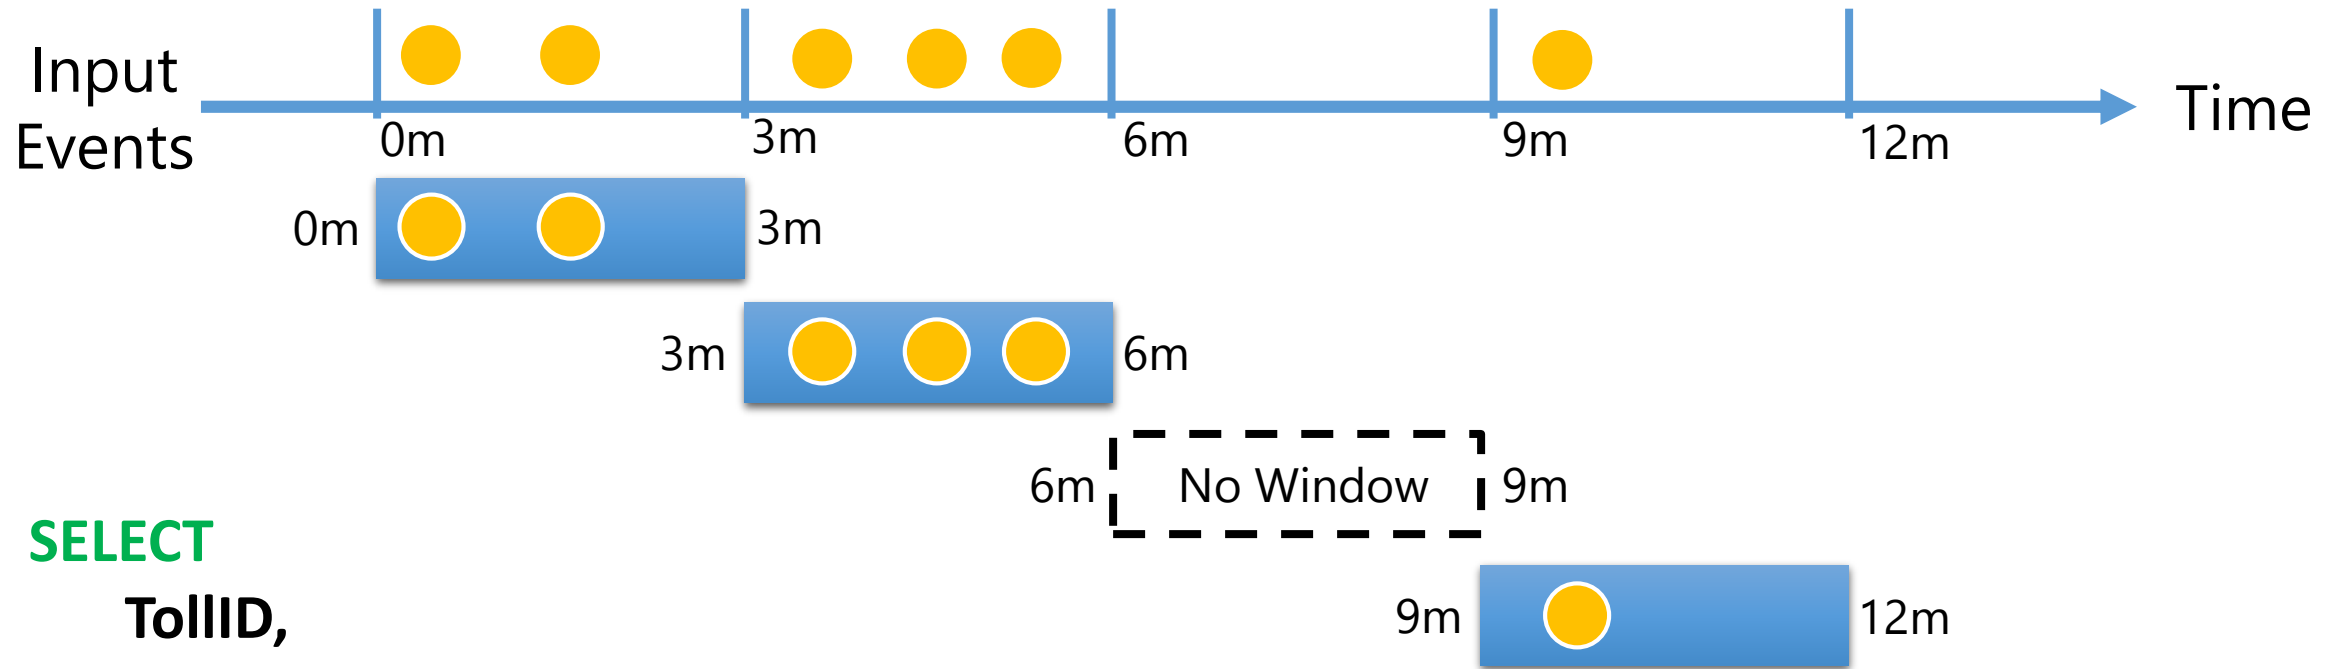 Input
Events
Time
0m
3m
6m
9m
12m
0m
3m
3m
6m
6m
No Window
9m
9m
12m
SELECT
TollID,